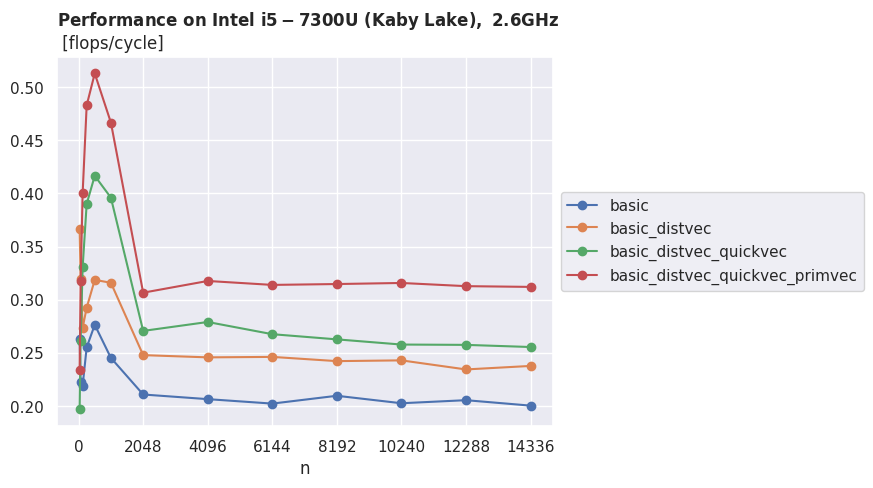 Performance on Intel i5 − 7300U (Kaby Lake), 2.6GHz
[flops/cycle]
0.50
0.45
0.40
0.35
0.30
0.25
0.20
0 2048 4096 6144 8192 10240 12288 14336
n
basic
basic_distvec
basic_distvec_quickvec
basic_distvec_quickvec_primvec